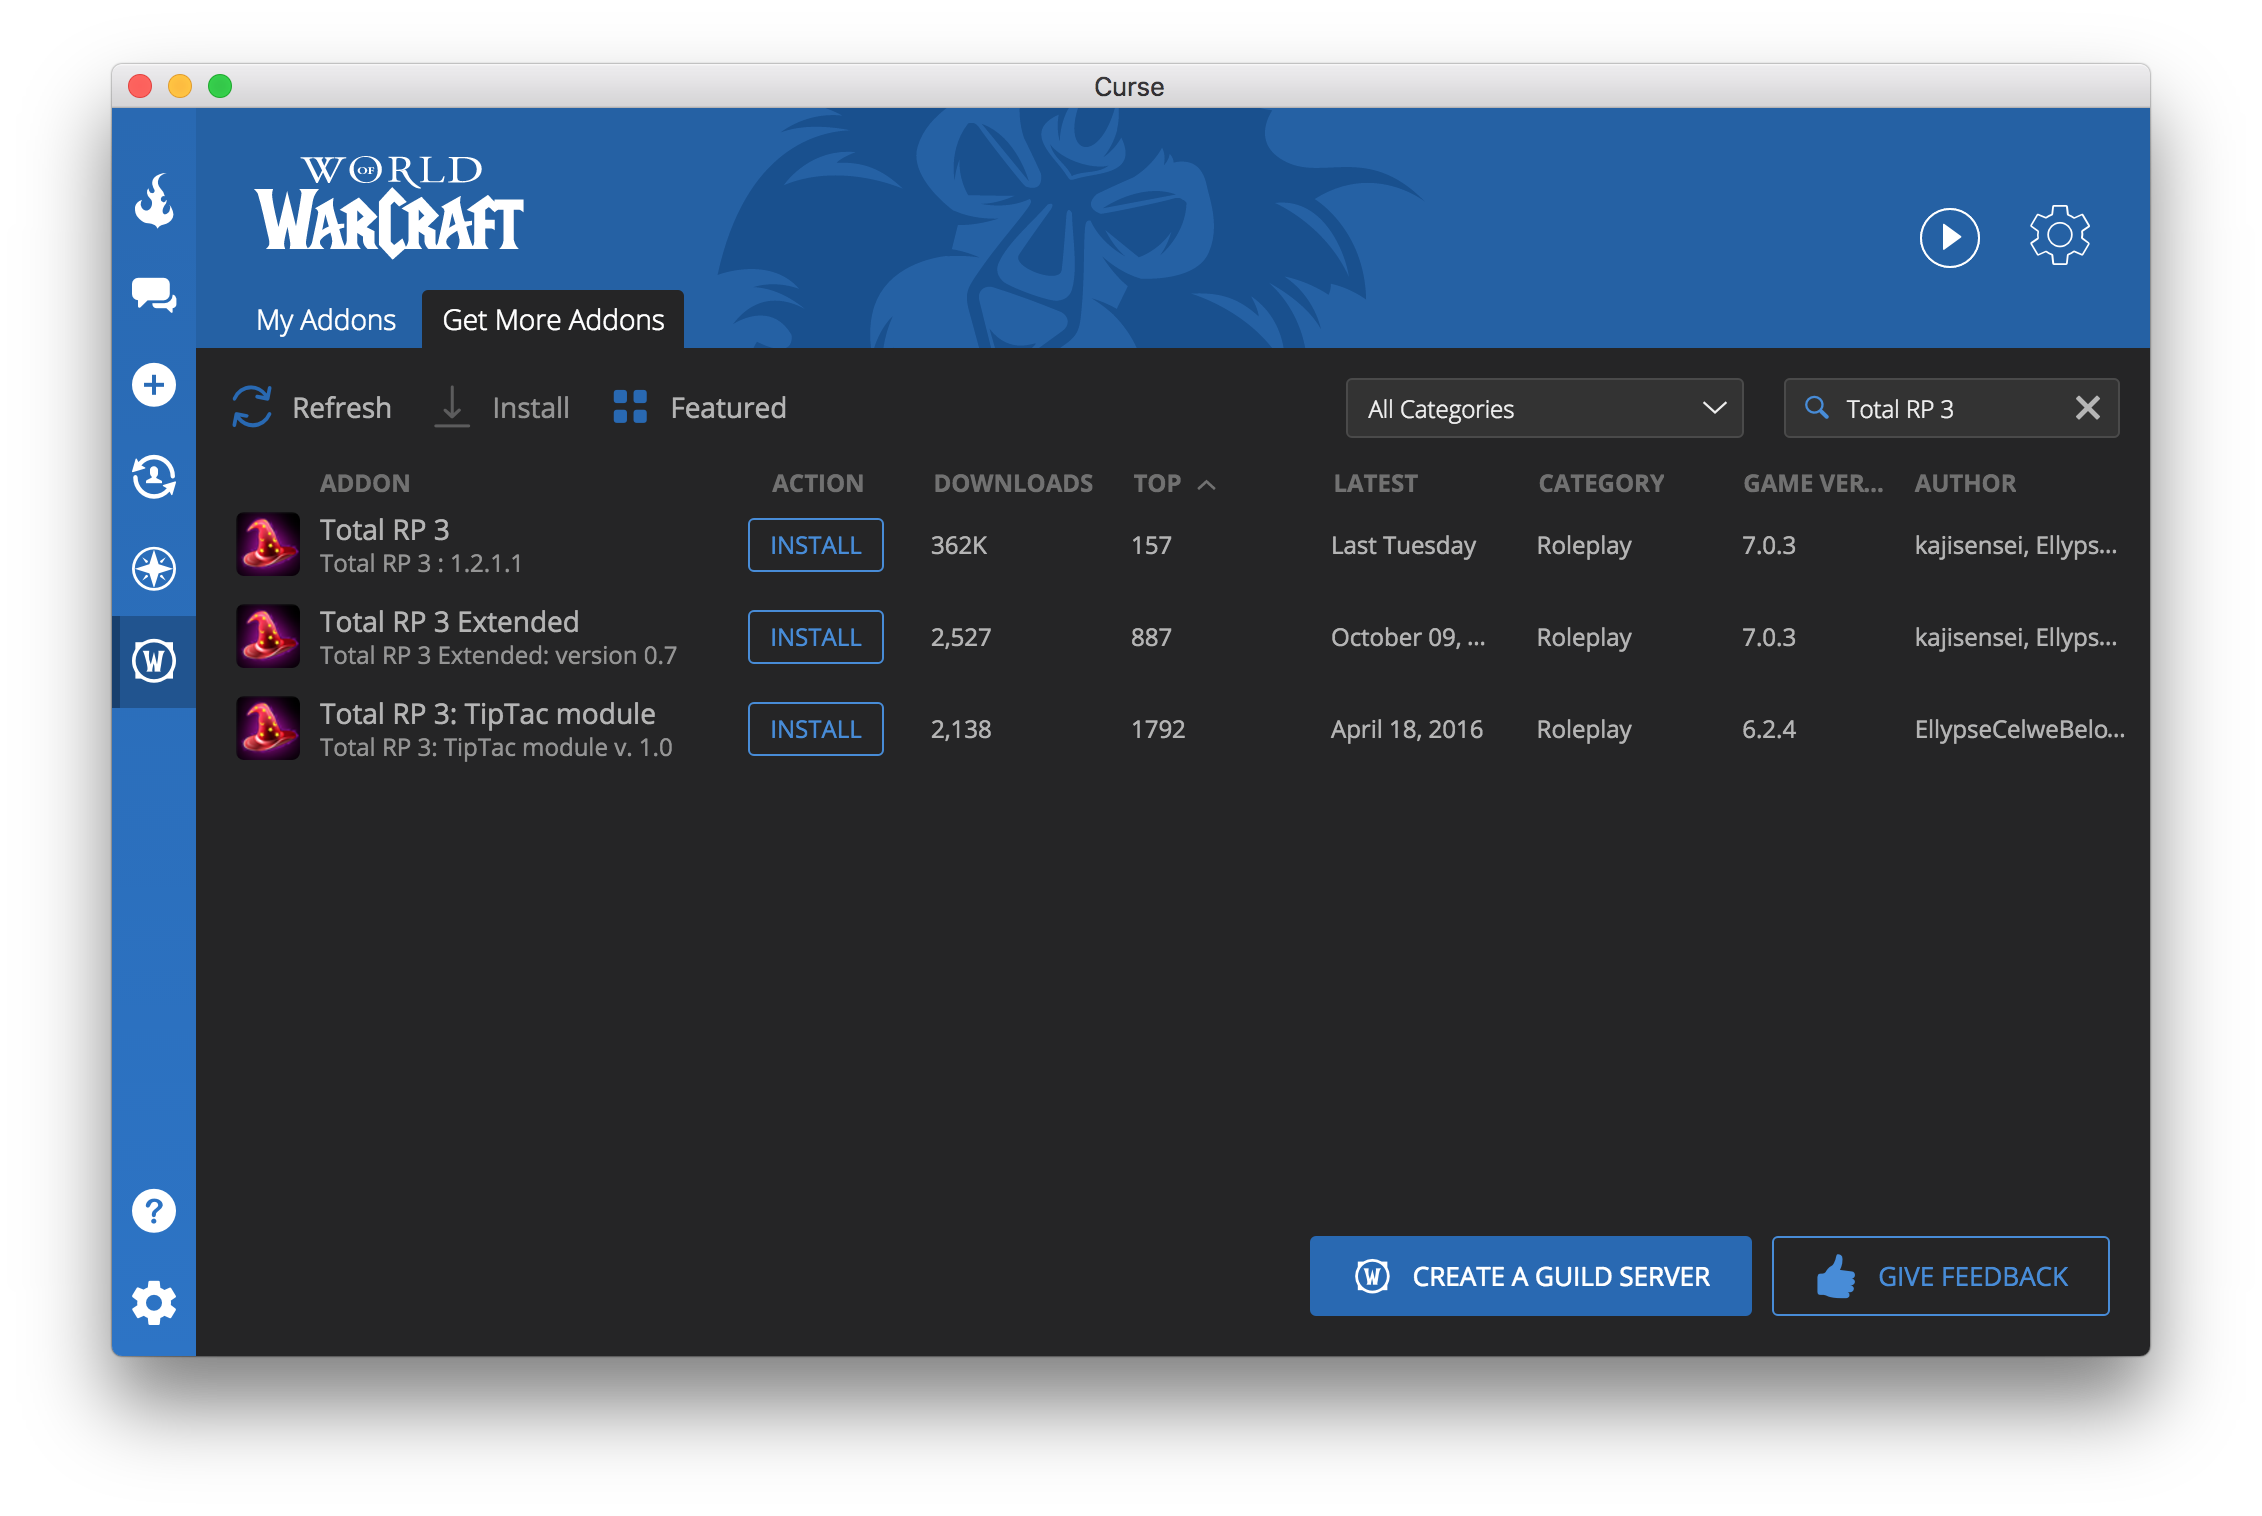 Curse
WORLD
OF
WARCRAFT
My Addons
Get More Addons
Refresh
Install
Featured
All Categories
Total RP 3
ADDON ACTION DOWNLOADS TOP LATEST CATEGORY GAME VER... AUTHOR
Total RP 3
Total RP 3 : 1.2.1.1
INSTALL 362K 157 Last Tuesday Roleplay 7.0.3 kajisensei, Ellyps...
Total RP 3 Extended
Total RP 3 Extended: version 0.7
INSTALL 2,527 887 October 09, ... Roleplay 7.0.3 kajisensei, Ellyps...
Total RP 3: TipTac module
Total RP 3: TipTac module v. 1.0
INSTALL 2,138 1792 April 18, 2016 Roleplay 6.2.4 EllypseCelweBelo...
CREATE A GUILD SERVER
GIVE FEEDBACK